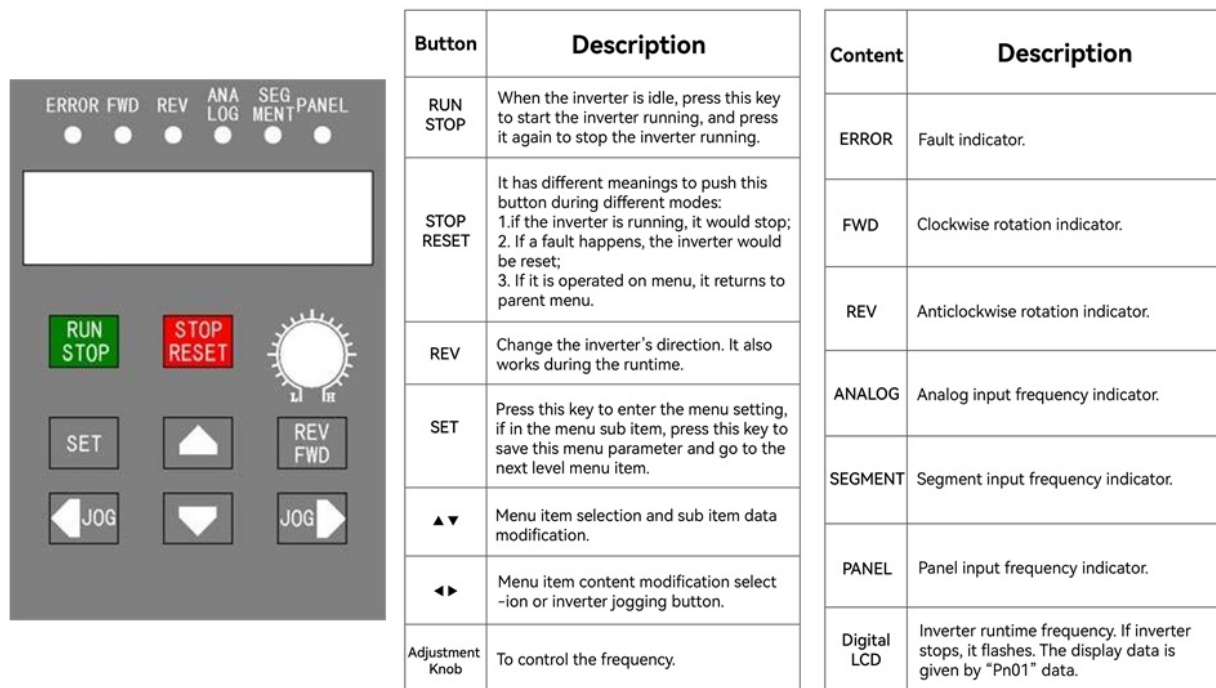 ERROR FWD REV ANA LOG SEG MENT PANEL
RUN
STOP
STOP
RESET
L H
SET
REV
FWD
JOG
JOG
Button Description
RUN
STOP
When the inverter is idle, press this key
to start the inverter running, and press
it again to stop the inverter running.
STOP
RESET
It has different meanings to push this
button during different modes:
1.if the inverter is running, it would stop;
2. If a fault happens, the inverter would
be reset;
3. If it is operated on menu, it returns to
parent menu.
REV
Change the inverter's direction. It also
works during the runtime.
SET
Press this key to enter the menu setting,
if in the menu sub item, press this key to
save this menu parameter and go to the
next level menu item.
▲▼
Menu item selection and sub item data
modification.
◀▶
Menu item content modification select
-ion or inverter jogging button.
Adjustment
Knob
To control the frequency.
Content Description
ERROR Fault indicator.
FWD Clockwise rotation indicator.
REV Anticlockwise rotation indicator.
ANALOG Analog input frequency indicator.
SEGMENT Segment input frequency indicator.
PANEL Panel input frequency indicator.
Digital
LCD
Inverter runtime frequency. If inverter
stops, it flashes. The display data is
given by “Pn01” data.